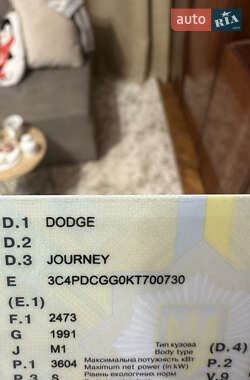 auto RIA
D.1 DODGE
D.2
D.3 JOURNEY
E 3C4PDCGG0KT700730
(E.1)
F.1 2473
G 1991
J M1 Тип кузова Body type (D.4)
P.1 3604 Максимальна потужність кВт Maximum net power (in kW) P.2
P.3 S Рівень екологічних норм V.9